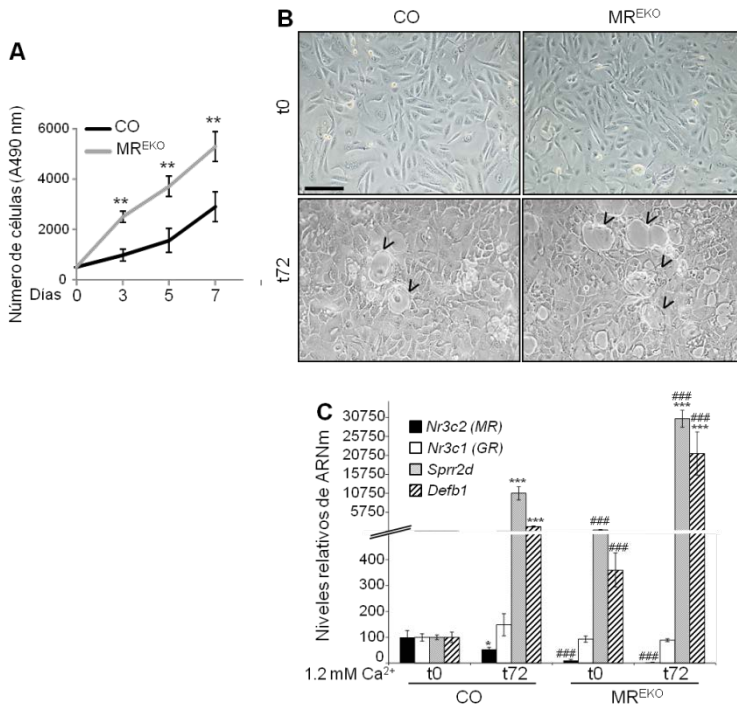 A
Número de células (A490 nm)
6000
4000
2000
0
CO
MR^EKO
**
**
**
Dias 0 3 5 7
B
CO MR^EKO
t0
t72
C
Niveles relativos de ARNm
30750
25750
20750
15750
10750
5750
400
300
200
100
0
Nr3c2 (MR)
Nr3c1 (GR)
Sprr2d
Defb1
*
***
***
###
###
###
###
###
***
###
***
1.2 mM Ca2+
t0 t72 t0 t72
CO MR^EKO